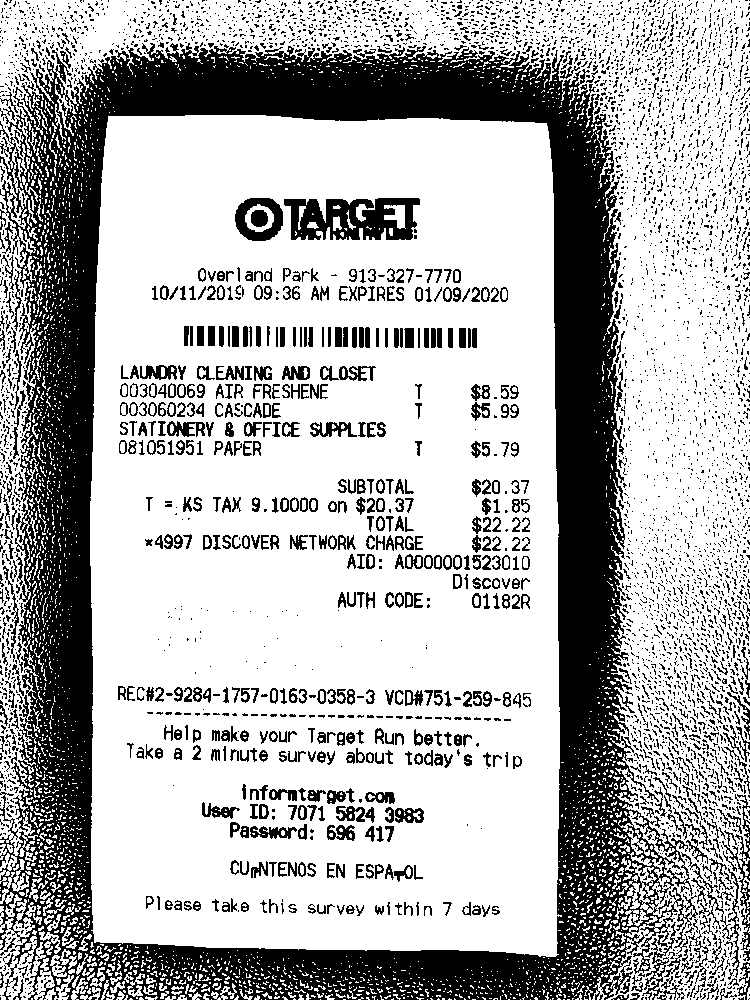 TARGET
Overland Park - 913-327-7770
10/11/2019 09:36 AM EXPIRES 01/09/2020
LAUNDRY CLEANING AND CLOSET
003040069 AIR FRESHENE T $8.59
003060234 CASCADE T $5.99
STATIONERY & OFFICE SUPPLIES
081051951 PAPER T $5.79
SUBTOTAL $20.37
T = KS TAX 9.10000 on $20.37 $1.85
TOTAL $22.22
*4997 DISCOVER NETWORK CHARGE $22.22
AID: A0000001523010
Discover
AUTH CODE: 01182R
REC#2-9284-1757-0163-0358-3 VCD#751-259-845
Help make your Target Run better.
Take a 2 minute survey about today's trip
informtarget.com
User ID: 7071 5824 3983
Password: 696 417
EN
Please take this survey within 7 days